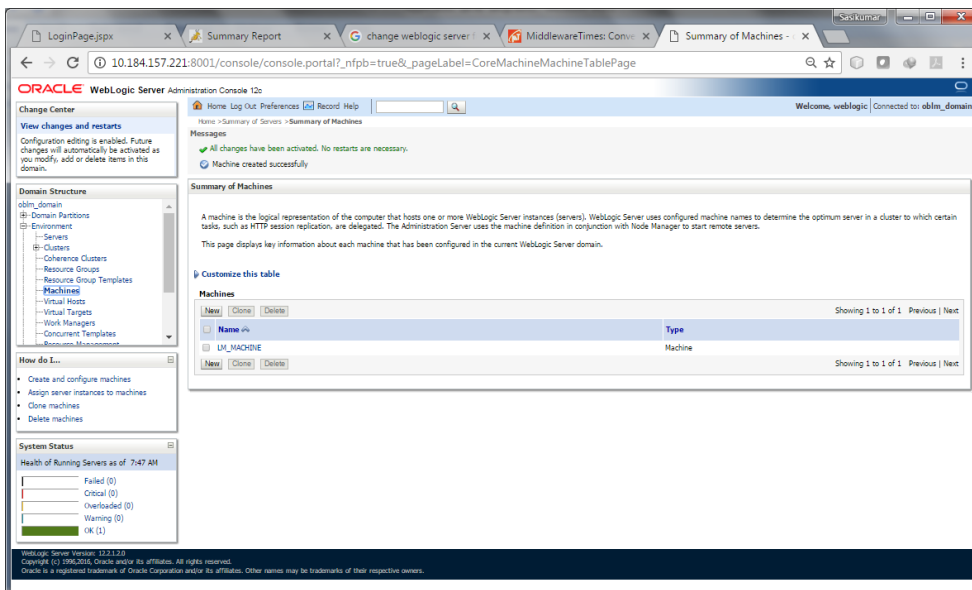 Sasikumar
LoginPage.jspx
Summary Report
change weblogic server f
MiddlewareTimes: Conve
Summary of Machines -
10.184.157.221:8001/console/console.portal?_nfpb=true&_pageLabel=CoreMachineMachineTablePage
ORACLE WebLogic Server Administration Console 12c
Change Center
View changes and restarts
Configuration editing is enabled. Future
changes will automatically be activated as
you modify, add or delete items in this
domain.
Domain Structure
oblm_domain
Domain Partitions
Environment
Servers
Clusters
Coherence Clusters
Resource Groups
Resource Group Templates
Machines
Virtual Hosts
Virtual Targets
Work Managers
Concurrent Templates
Resource Management
How do I...
Create and configure machines
Assign server instances to machines
Clone machines
Delete machines
System Status
Health of Running Servers as of 7:47 AM
Failed (0)
Critical (0)
Overloaded (0)
Warning (0)
OK (1)
Home Log Out Preferences Record Help
Welcome, weblogic Connected to: oblm_domain
Home >Summary of Servers >Summary of Machines
Messages
All changes have been activated. No restarts are necessary.
Machine created successfully
Summary of Machines
A machine is the logical representation of the computer that hosts one or more WebLogic Server instances (servers). WebLogic Server uses configured machine names to determine the optimum server in a cluster to which certain
tasks, such as HTTP session replication, are delegated. The Administration Server uses the machine definition in conjunction with Node Manager to start remote servers.
This page displays key information about each machine that has been configured in the current WebLogic Server domain.
Customize this table
Machines
New Clone Delete Showing 1 to 1 of 1 Previous | Next
Name Type
LM_MACHINE Machine
New Clone Delete Showing 1 to 1 of 1 Previous | Next
WebLogic Server Version: 12.2.1.2.0
Copyright (c) 1996,2016, Oracle and/or its affiliates. All rights reserved.
Oracle is a registered trademark of Oracle Corporation and/or its affiliates. Other names may be trademarks of their respective owners.